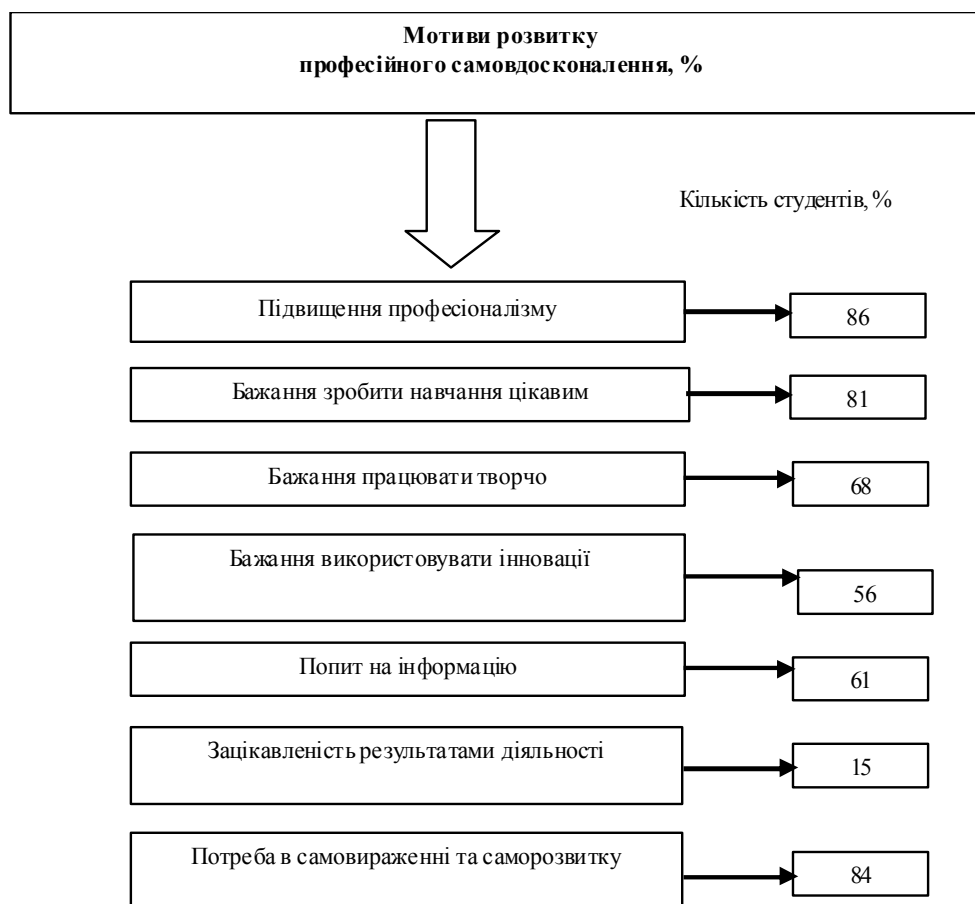 Мотиви розвитку
професійного самовдосконалення, %
Кількість студентів, %
Підвищення професіоналізму
86
Бажання зробити навчання цікавим
81
Бажання працювати творчо
68
Бажання використовувати інновації
56
Попит на інформацію
61
Зацікавленість результатами діяльності
15
Потреба в самовираженні та саморозвитку
84